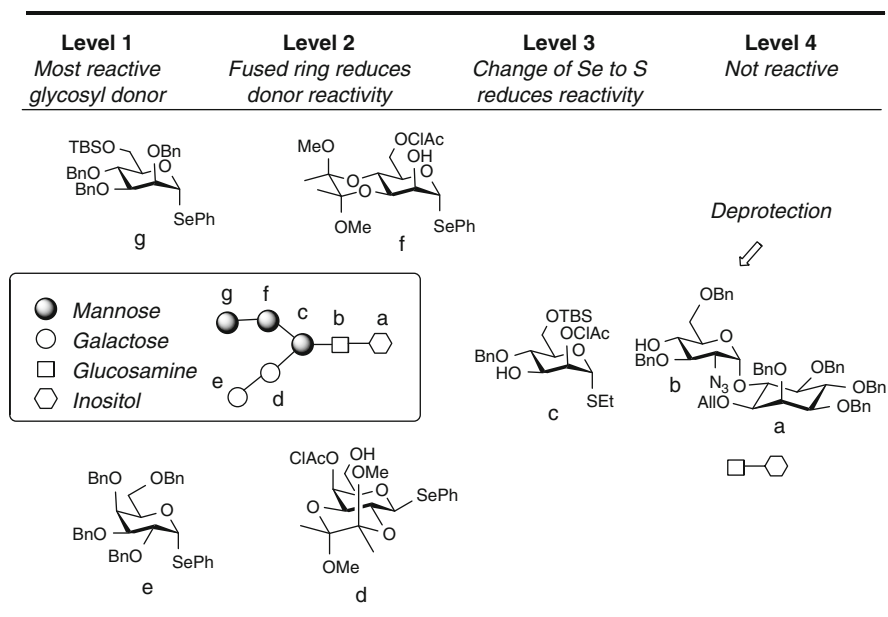 Level 1
Most reactive
glycosyl donor
Level 2
Fused ring reduces
donor reactivity
Level 3
Change of Se to S
reduces reactivity
Level 4
Not reactive
TBSO
OBn
BnO
BnO
O
SePh
g
MeO
OClAc
OH
O
O
O
OMe
SePh
f
Deprotection
Mannose
Galactose
Glucosamine
Inositol
g
f
c
b
a
e
d
OTBS
OClAc
BnO
O
HO
SEt
c
OBn
HO
O
BnO
N3
b
O
BnO
OBn
OBn
AllO
OBn
a
BnO
OBn
O
BnO
BnO
SePh
e
ClAcO
OH
OMe
O
SePh
O
O
OMe
d